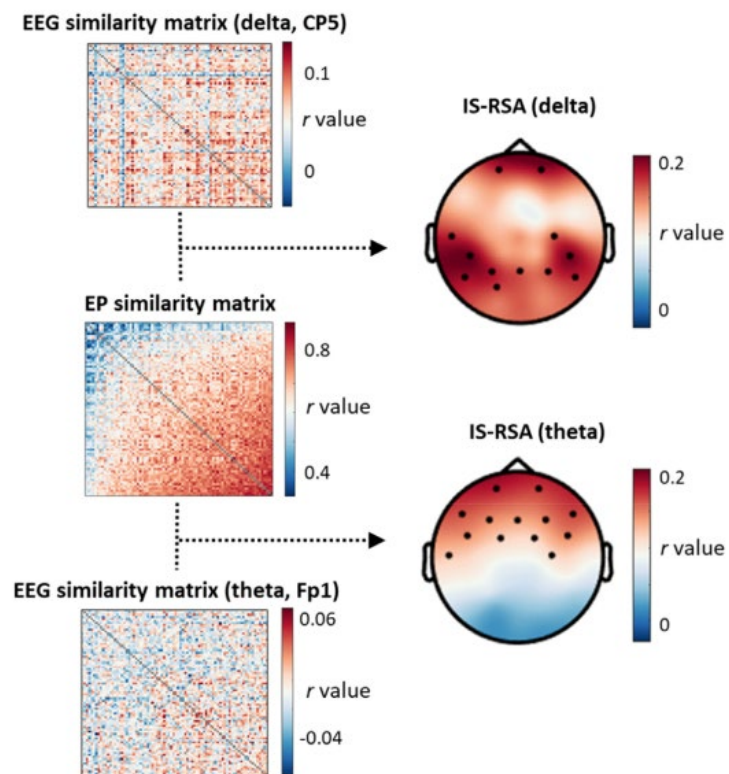 EEG similarity matrix (delta, CP5)
0.1
r value
0
IS-RSA (delta)
0.2
r value
0
EP similarity matrix
0.8
r value
0.4
IS-RSA (theta)
0.2
r value
0
EEG similarity matrix (theta, Fp1)
0.06
r value
-0.04